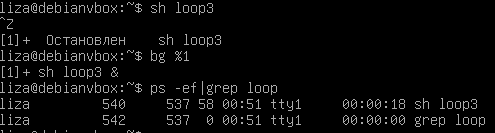 liza@debianvbox:~$ sh loop3
^Z
[1]+  Остановлен    sh loop3
liza@debianvbox:~$ bg %1
[1]+ sh loop3 &
liza@debianvbox:~$ ps -ef|grep loop
liza         540     537 58 00:51 tty1     00:00:18 sh loop3
liza         542     537  0 00:51 tty1     00:00:00 grep loop